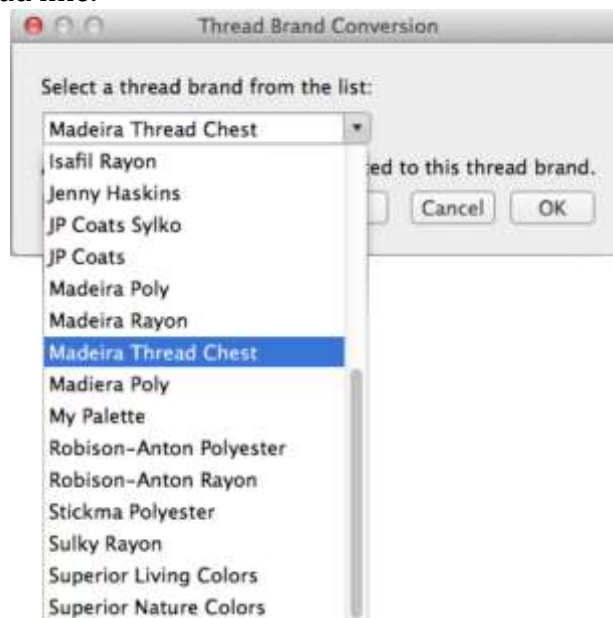 Thread Brand Conversion
Select a thread brand from the list:
Madeira Thread Chest
Isafil Rayon
ed to this thread brand.
Jenny Haskins
Cancel OK
JP Coats Sylko
JP Coats
Madeira Poly
Madeira Rayon
Madeira Thread Chest
Madiera Poly
My Palette
Robison-Anton Polyester
Robison-Anton Rayon
Stickma Polyester
Sulky Rayon
Superior Living Colors
Superior Nature Colors